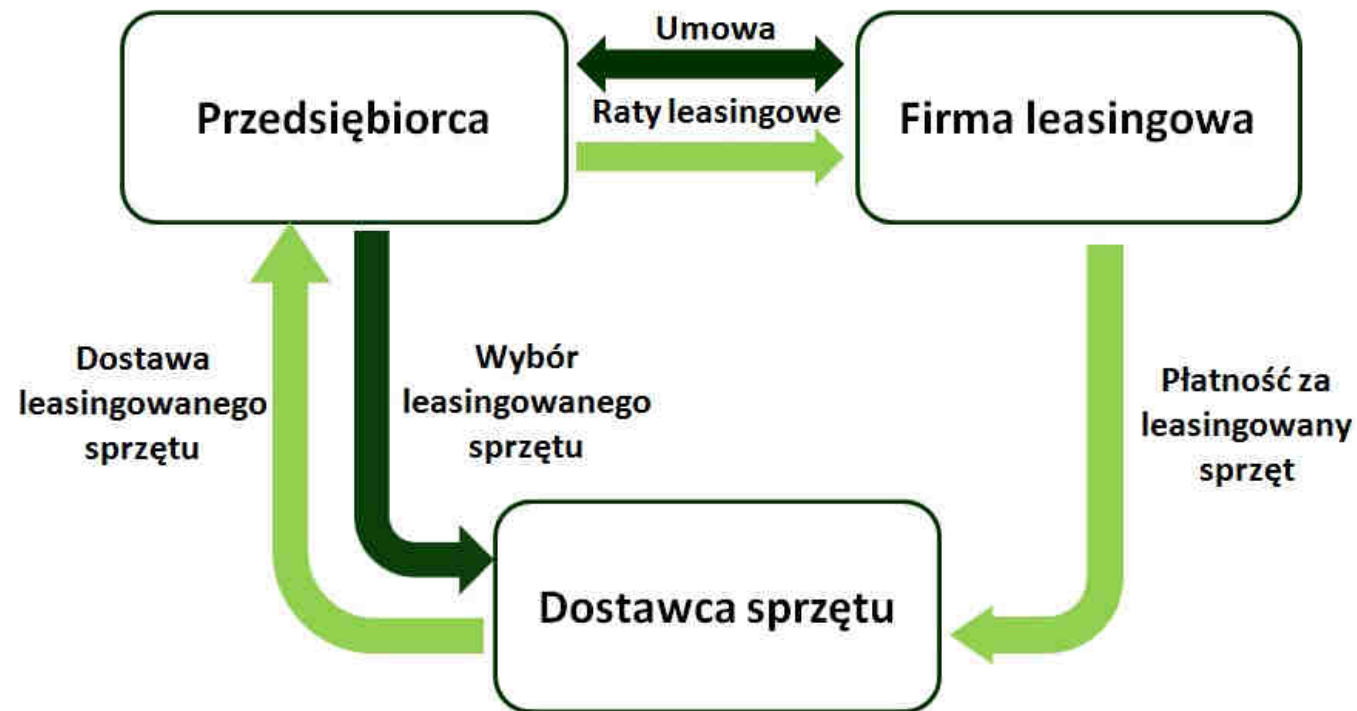 Umowa
Przedsiębiorca
Raty leasingowe
Firma leasingowa
Dostawa
leasingowanego
sprzętu
Wybór
leasingowanego
sprzętu
Płatność za
leasingowany
sprzęt
Dostawca sprzętu